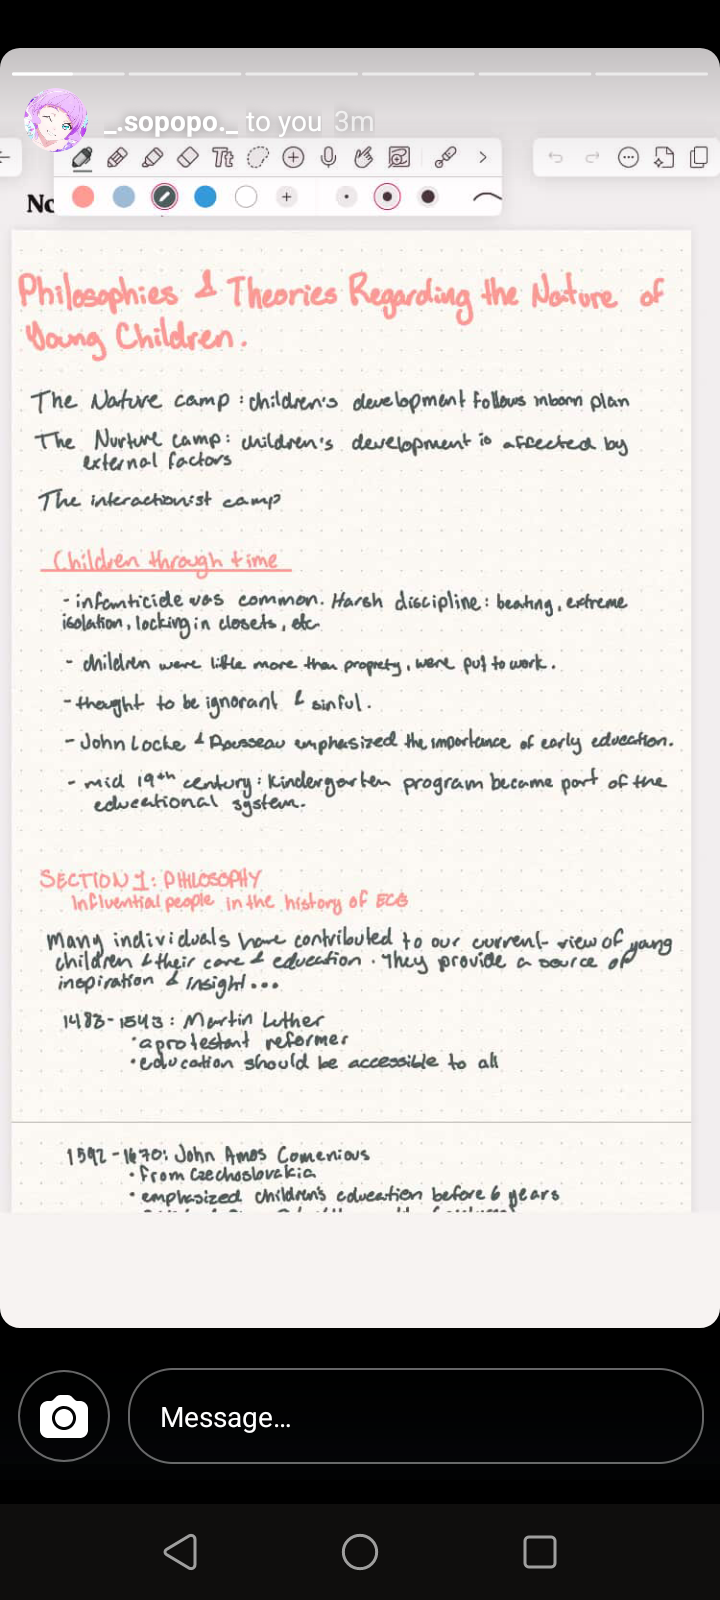 _.sopopo._ to you 3m
Tt
No
Philosophies & Theories Regarding the Nature of
Young Children.
The Nature camp : children's development follows inborn plan
The Nurture camp: children's development is affected by
external factors
The interactionist camp
Children through time
- infanticide was common. Harsh discipline: beating, extreme
isolation, locking in closets, etc
- children were little more than proprety, were put to work.
- thought to be ignorant & sinful.
- John Locke & Rousseau emphasized the importance of early education.
- mid 19th century: Kindergarten program became part of the
educational system.
SECTION 1: PHILOSOPHY
Influential people in the history of ECE
Many individuals have contributed to our current view of young
children & their care & education. They provide a source of
inspiration & insight...
1483-1543: Martin Luther
• a protestant reformer
• education should be accessible to all
1592-1670: John Amos Comenious
• from Czechoslovakia
• emphasized children's education before 6 years
Message...